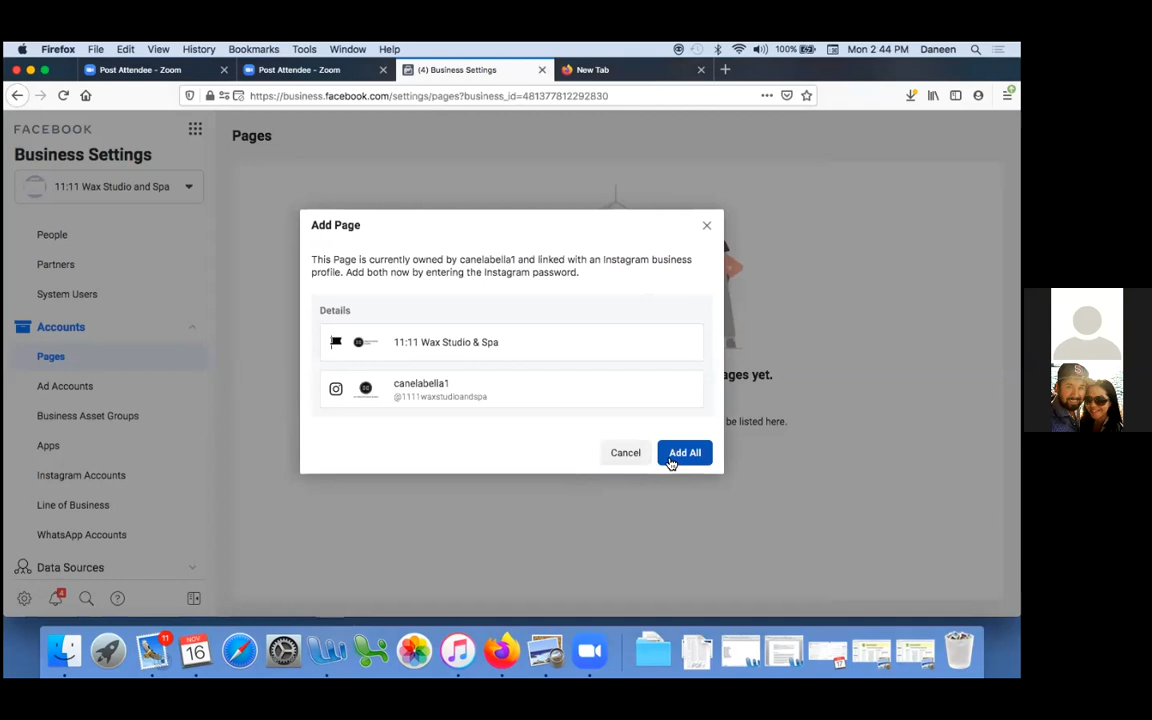 Firefox File Edit View History Bookmarks Tools Window Help 100% Mon 2:44 PM Daneen
Post Attendee - Zoom Post Attendee - Zoom (4) Business Settings New Tab
https://business.facebook.com/settings/pages?business_id=481377812292830
FACEBOOK
Business Settings
11:11 Wax Studio and Spa
People
Partners
System Users
Accounts
Pages
Ad Accounts
Business Asset Groups
Apps
Instagram Accounts
Line of Business
WhatsApp Accounts
Data Sources
4
Pages
ages yet.
be listed here.
Add Page
This Page is currently owned by canelabella1 and linked with an Instagram business
profile. Add both now by entering the Instagram password.
Details
11:11 Wax Studio & Spa
canelabella1
@1111waxstudioandspa
Cancel Add All
11
NOV
16
17